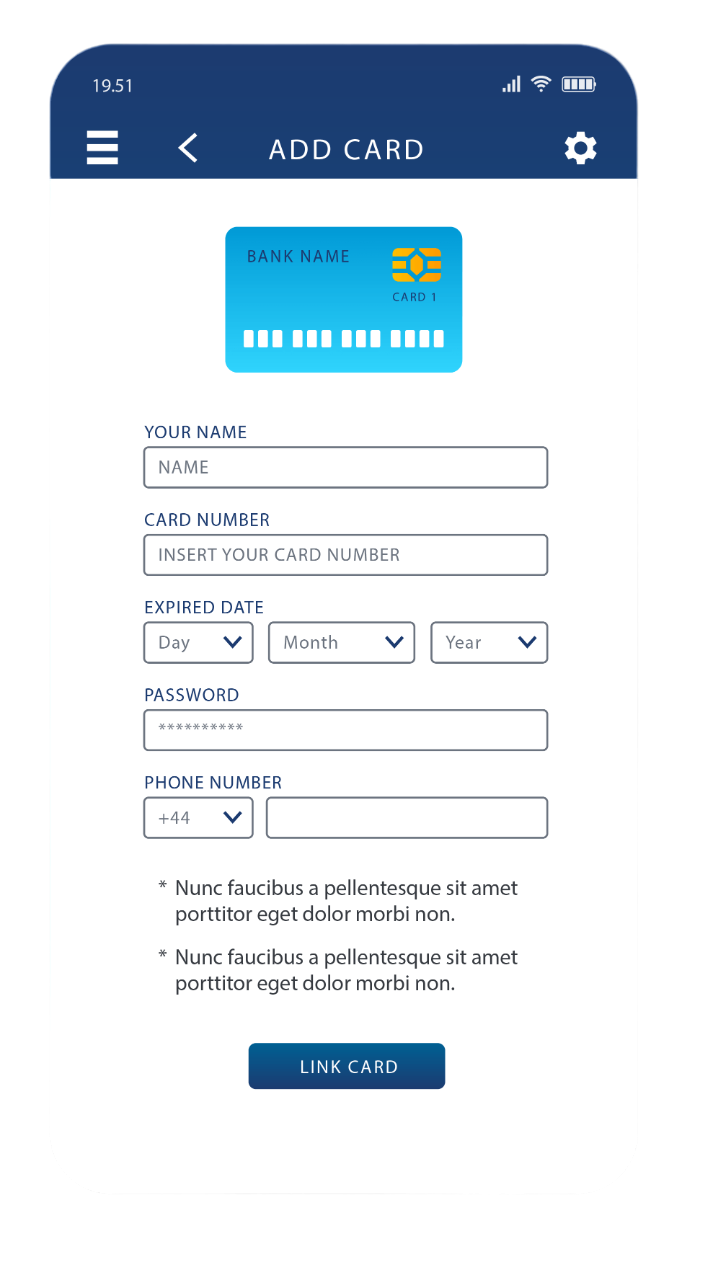 19.51
ADD CARD
BANK NAME
CARD 1
YOUR NAME
NAME
CARD NUMBER
INSERT YOUR CARD NUMBER
EXPIRED DATE
Day Month Year
PASSWORD
**********
PHONE NUMBER
+44
* Nunc faucibus a pellentesque sit amet
porttitor eget dolor morbi non.
* Nunc faucibus a pellentesque sit amet
porttitor eget dolor morbi non.
LINK CARD